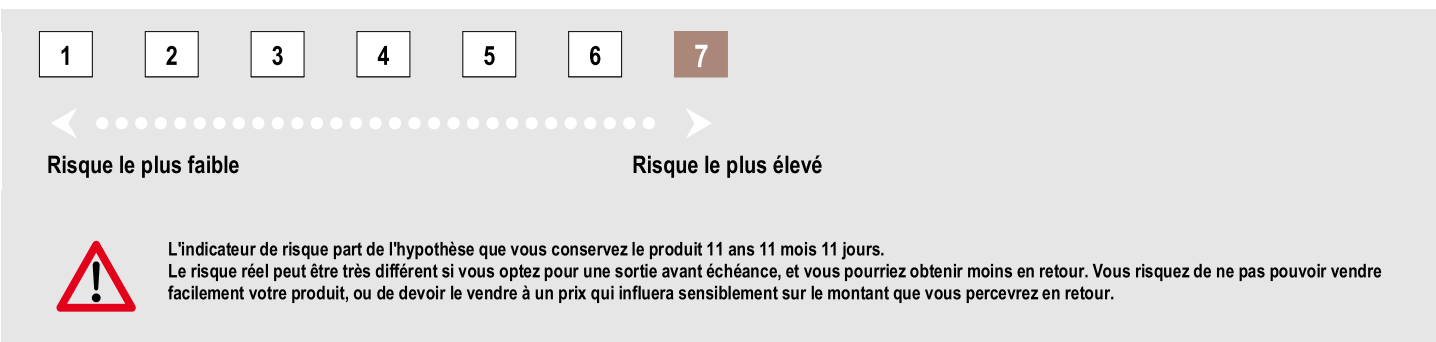 1 2 3 4 5 6 7
Risque le plus faible Risque le plus élevé
L'indicateur de risque part de l'hypothèse que vous conservez le produit 11 ans 11 mois 11 jours.
Le risque réel peut être très différent si vous optez pour une sortie avant échéance, et vous pourriez obtenir moins en retour. Vous risquez de ne pas pouvoir vendre
facilement votre produit, ou de devoir le vendre à un prix qui influera sensiblement sur le montant que vous percevrez en retour.